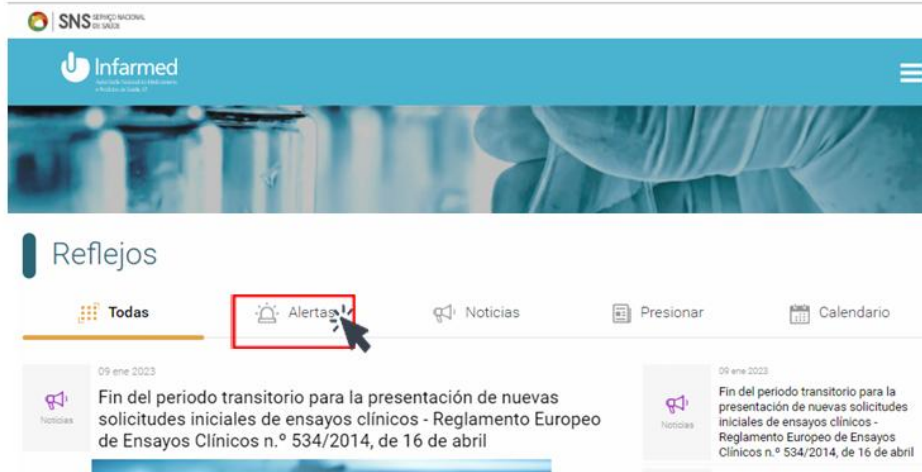 SNS SERVIÇO NACIONAL
DE SAÚDE
Infarmed
Reflejos
Todas
Alertas
Noticias
Presionar
Calendario
09 ene 2023
Noticias
Fin del periodo transitorio para la presentación de nuevas
solicitudes iniciales de ensayos clínicos - Reglamento Europeo
de Ensayos Clínicos n.º 534/2014, de 16 de abril
09 ene 2023
Noticias
Fin del periodo transitorio para la
presentación de nuevas solicitudes
iniciales de ensayos clínicos -
Reglamento Europeo de Ensayos
Clínicos n.º 534/2014, de 16 de abril